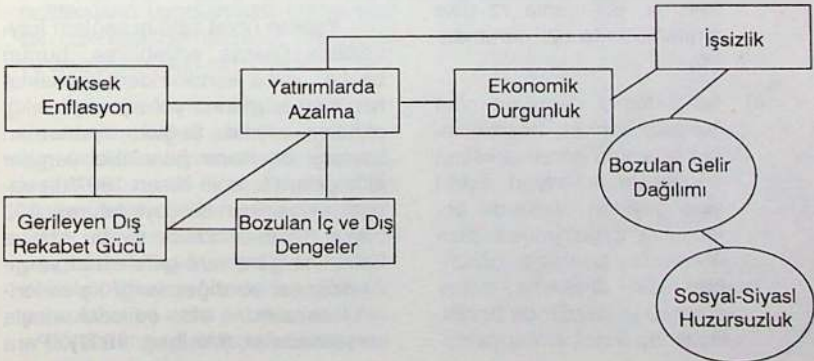 Yüksek
Enflasyon
Yatırımlarda
Azalma
Ekonomik
Durgunluk
İşsizlik
Bozulan Gelir
Dağılımı
Gerileyen Dış
Rekabet Gücü
Bozulan İç ve Dış
Dengeler
Sosyal-Siyasl
Huzursuzluk